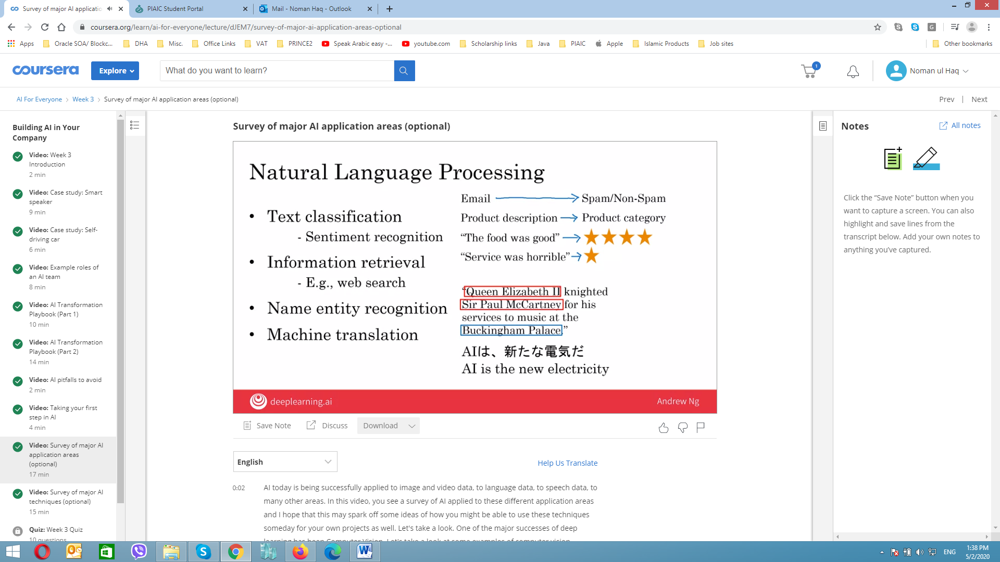 Survey of major AI applicatio
PIAIC Student Portal
Mail - Noman Haq - Outlook
coursera.org/learn/ai-for-everyone/lecture/dJEM7/survey-of-major-ai-application-areas-optional
Apps
Oracle SOA/ Blockc...
DHA
Misc.
Office Links
VAT
PRINCE2
Speak Arabic easy -...
youtube.com
Scholarship links
Java
PIAIC
Apple
Islamic Products
Job sites
Other bookmarks
coursera
Explore
What do you want to learn?
1
Noman ul Haq
AI For Everyone > Week 3 > Survey of major AI application areas (optional)
Prev | Next
Building AI in Your
Company
Video: Week 3
Introduction
2 min
Video: Case study: Smart
speaker
9 min
Video: Case study: Self-
driving car
6 min
Video: Example roles of
an AI team
8 min
Video: AI Transformation
Playbook (Part 1)
10 min
Video: AI Transformation
Playbook (Part 2)
14 min
Video: AI pitfalls to avoid
2 min
Video: Taking your first
step in AI
4 min
Video: Survey of major AI
application areas
(optional)
17 min
Video: Survey of major AI
techniques (optional)
15 min
Quiz: Week 3 Quiz
10 questions
Survey of major AI application areas (optional)
Natural Language Processing
• Text classification
- Sentiment recognition
• Information retrieval
- E.g., web search
• Name entity recognition
• Machine translation
Email → Spam/Non-Spam
Product description → Product category
“The food was good” → ★★★★
“Service was horrible” → ★
“Queen Elizabeth II knighted
Sir Paul McCartney for his
services to music at the
Buckingham Palace.”
AIは、新たな電気だ
AI is the new electricity
deeplearning.ai
Andrew Ng
Save Note
Discuss
Download
English
Help Us Translate
0:02
AI today is being successfully applied to image and video data, to language data, to speech data, to
many other areas. In this video, you see a survey of AI applied to these different application areas
and I hope that this may spark off some ideas of how you might be able to use these techniques
someday for your own projects as well. Let's take a look. One of the major successes of deep
learning has been Computer Vision. Let's take a look at some examples of computer vision
Notes
All notes
Click the “Save Note” button when you
want to capture a screen. You can also
highlight and save lines from the
transcript below. Add your own notes to
anything you’ve captured.
ENG
1:38 PM
5/2/2020